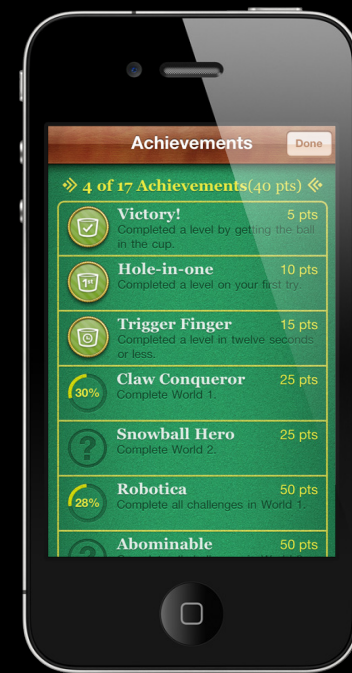 Achievements
Done
4 of 17 Achievements(40 pts)
Victory! 5 pts
Completed a level by getting the ball
in the cup.
1st
Hole-in-one 10 pts
Completed a level on your first try.
Trigger Finger 15 pts
Completed a level in twelve seconds
or less.
30%
Claw Conqueror 25 pts
Complete World 1.
?
Snowball Hero 25 pts
Complete World 2.
28%
Robotica 50 pts
Complete all challenges in World 1.
?
Abominable 50 pts